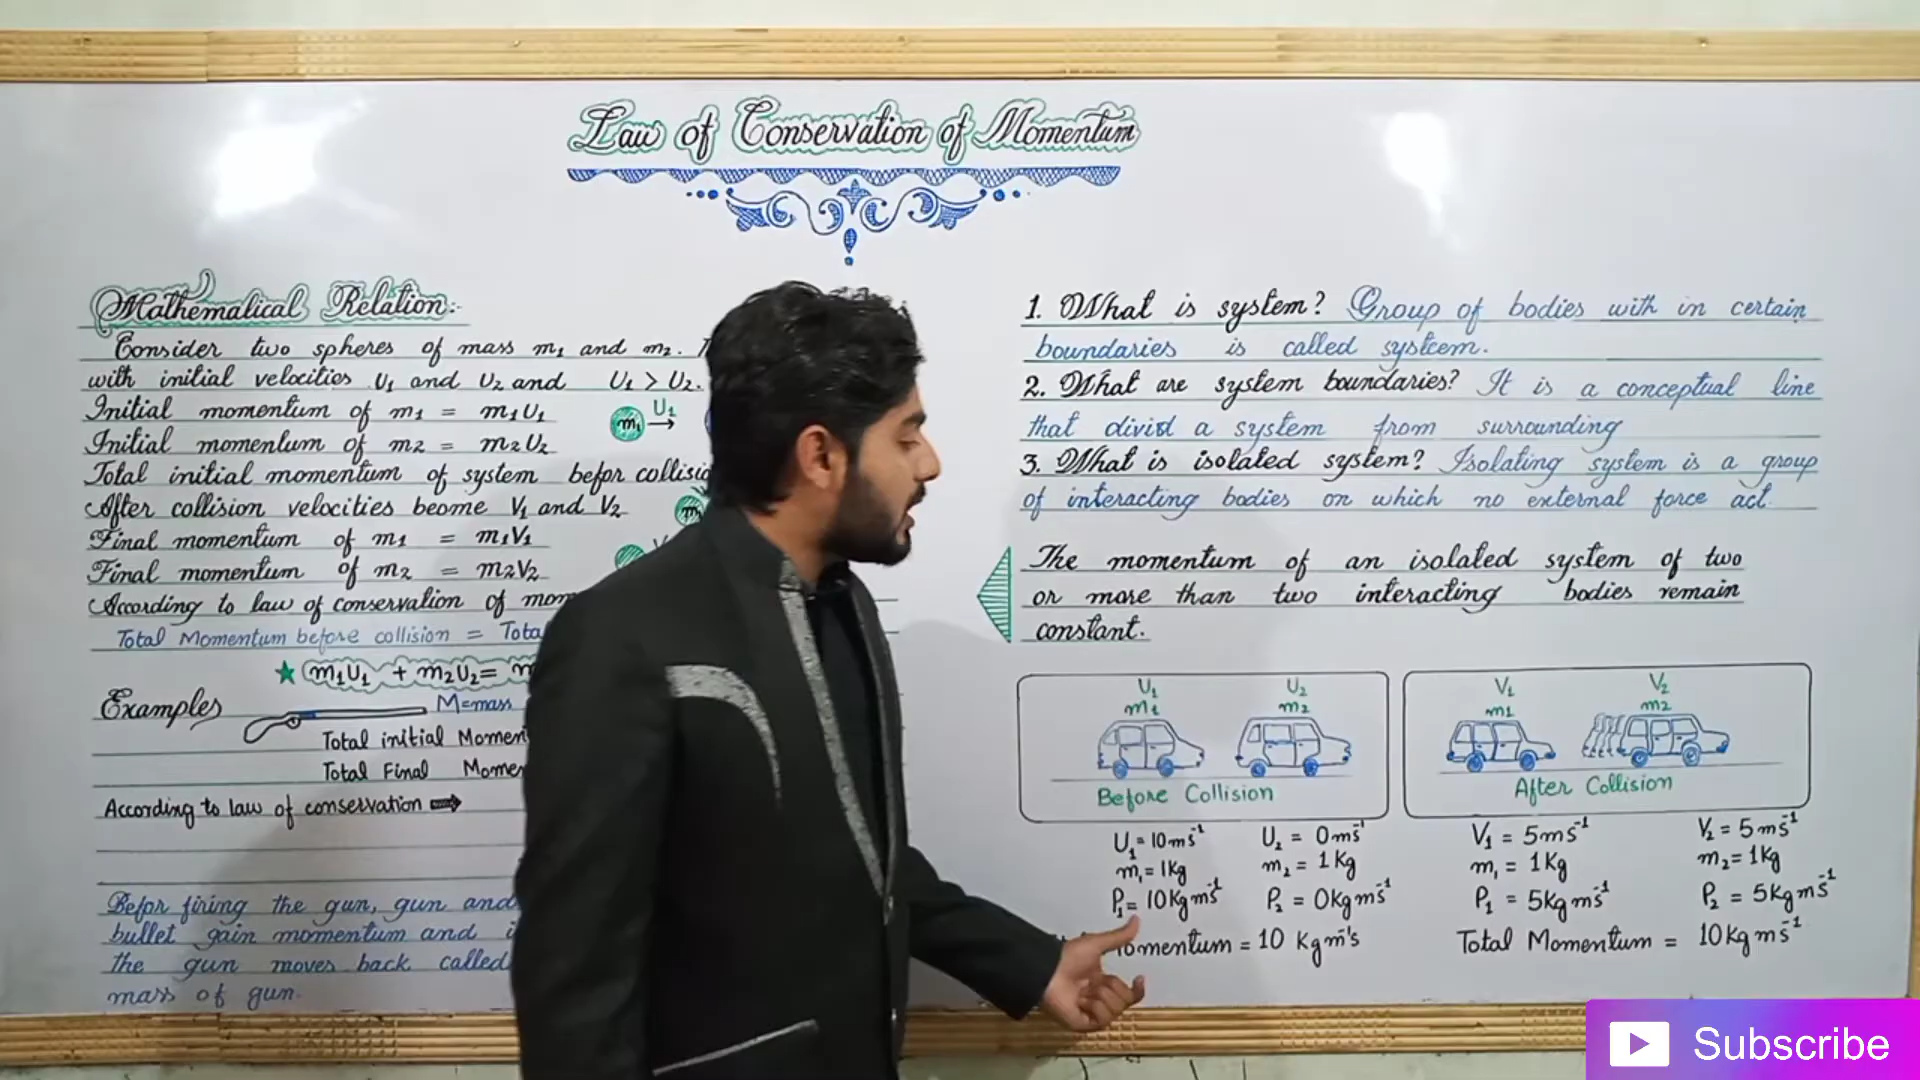 Law of Conservation of Momentum
Mathematical Relation:-
Consider two spheres of mass m₁ and m₂.
with initial velocities U₁ and U₂ and U₁ > U₂.
Initial momentum of m₁ = m₁U₁
Initial momentum of m₂ = m₂U₂
Total initial momentum of system befor collisio
After collision velocities beome V₁ and V₂
Final momentum of m₁ = m₁V₁
Final momentum of m₂ = m₂V₂
According to law of conservation of mom
Total Momentum before collision = Tota
m₁U₁ + m₂U₂ = m
U₁
m₁
m
Examples
M=mass
Total initial Momen
Total Final Mome
According to law of conservation
Befor firing the gun, gun and
bullet gain momentum and i
the gun moves back called
mass of gun.
1. What is system? Group of bodies with in certain
boundaries is called systcem.
2. What are system boundaries? It is a conceptual line
that divid a system from surrounding
3. What is isolated system? Isolating system is a group
of interacting bodies on which no external force act.
The momentum of an isolated system of two
or more than two interacting bodies remain
constant.
U₁ U₂
m₁ m₂
Before Collision
V₁ V₂
m₁ m₂
After Collision
U₁ = 10ms⁻¹ U₂ = 0ms⁻¹
m₁ = 1Kg m₂ = 1Kg
P₁ = 10Kgms⁻¹ P₂ = 0Kgms⁻¹
omentum = 10 Kgm⁻s
V₁ = 5ms⁻¹ V₂ = 5ms⁻¹
m₁ = 1Kg m₂ = 1Kg
P₁ = 5Kgms⁻¹ P₂ = 5Kgms⁻¹
Total Momentum = 10Kgms⁻¹
Subscribe